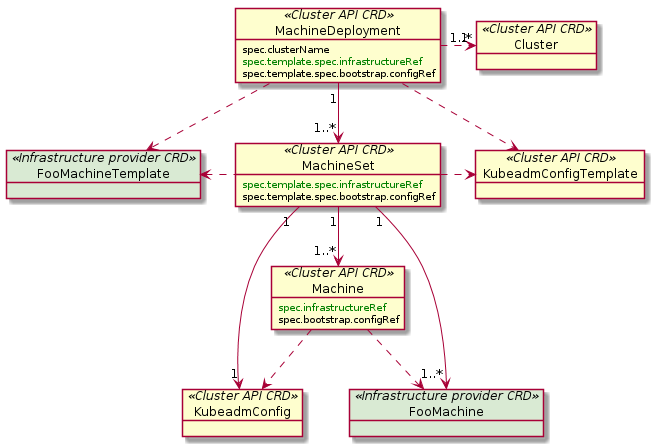 «Cluster API CRD»
MachineDeployment
spec.clusterName
spec.template.spec.infrastructureRef
spec.template.spec.bootstrap.configRef
«Cluster API CRD»
Cluster
1
1..*
«Infrastructure provider CRD»
FooMachineTemplate
«Cluster API CRD»
MachineSet
spec.template.spec.infrastructureRef
spec.template.spec.bootstrap.configRef
«Cluster API CRD»
KubeadmConfigTemplate
1
1
1
«Cluster API CRD»
Machine
spec.infrastructureRef
spec.bootstrap.configRef
1..*
1
1..*
«Cluster API CRD»
KubeadmConfig
«Infrastructure provider CRD»
FooMachine